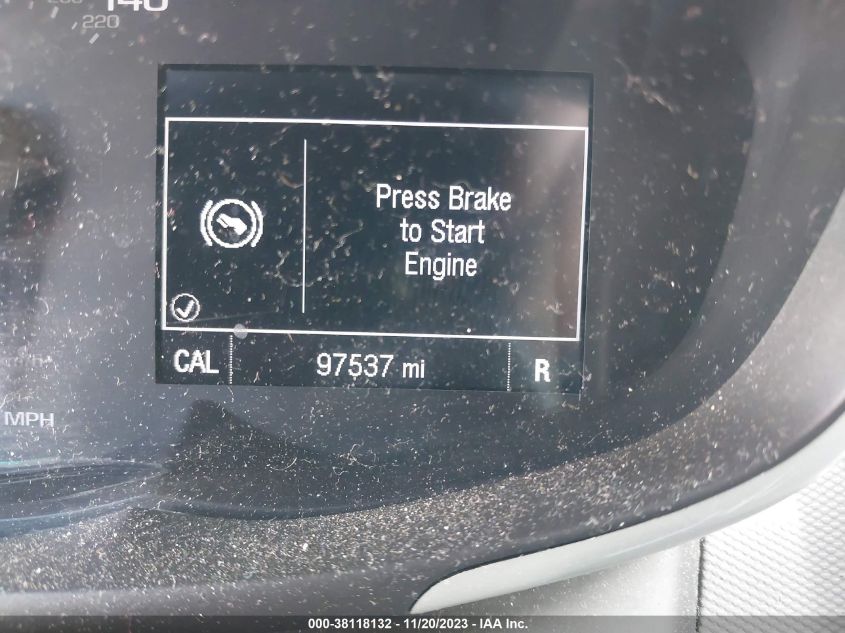 140
220
Press Brake
to Start
Engine
CAL 97537 mi R
MPH
000-38118132 - 11/20/2023 - IAA Inc.